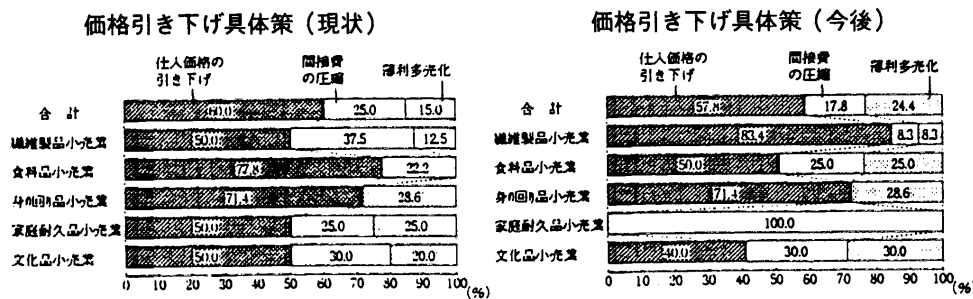 価格引き下げ具体策（現状）
仕入価格の
引き下げ
間接費
の圧縮
薄利多売化
合計 60.0 25.0 15.0
繊維製品小売業 50.0 37.5 12.5
食料品小売業 77.8 22.2
身の回り品小売業 71.4 28.6
家庭耐久品小売業 50.0 25.0 25.0
文化品小売業 50.0 30.0 20.0
0 10 20 30 40 50 60 70 80 90 100 (%)
価格引き下げ具体策（今後）
仕入価格の
引き下げ
間接費
の圧縮
薄利多売化
合計 57.8 17.8 24.4
繊維製品小売業 83.4 8.3 8.3
食料品小売業 50.0 25.0 25.0
身の回り品小売業 71.4 28.6
家庭耐久品小売業 100.0
文化品小売業 40.0 30.0 30.0
0 10 20 30 40 50 60 70 80 90 100 (%)